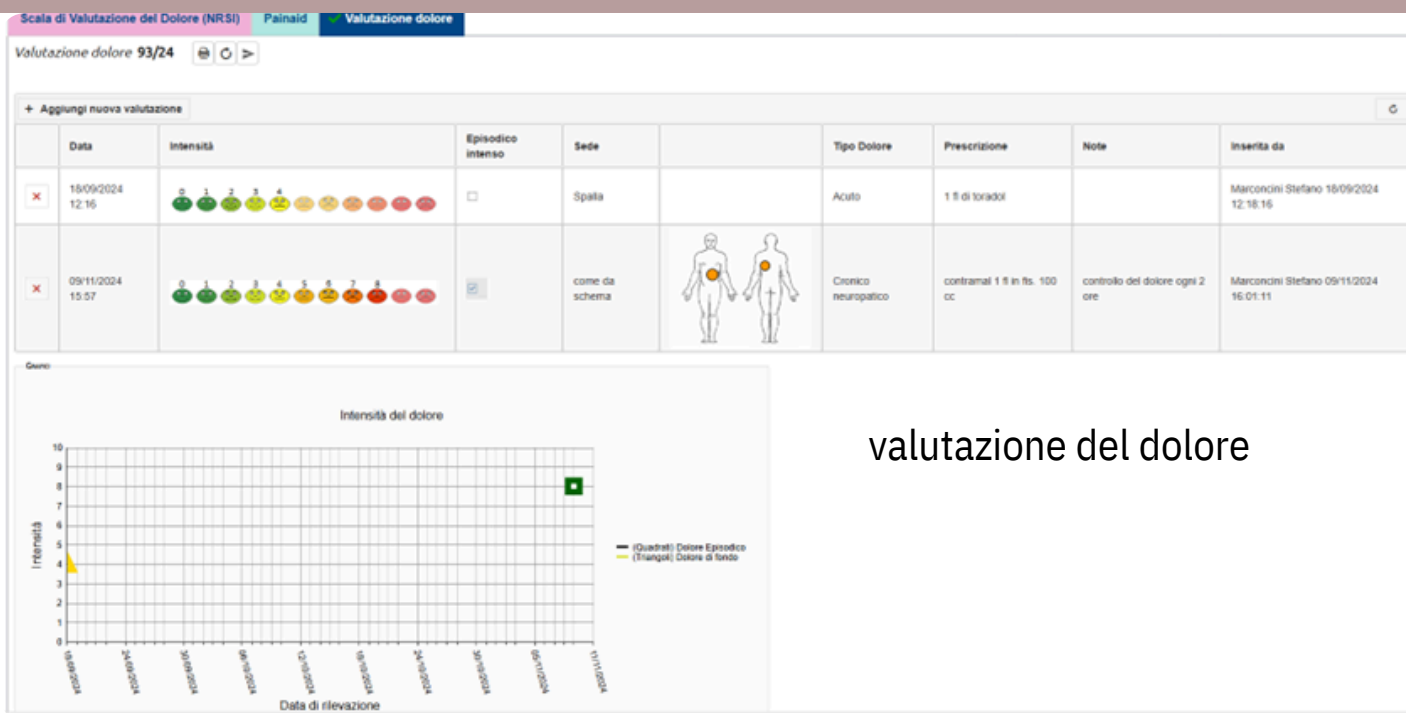 Scala di Valutazione del Dolore (NRSI) Painaid Valutazione dolore
Valutazione dolore 93/24
+ Aggiungi nuova valutazione
Data Intensità Episodico intenso Sede Tipo Dolore Prescrizione Note Inserita da
18/09/2024
12:16
0 1 2 3 4
Spalla
Acuto
1 fl di toradol
Marconcini Stefano 18/09/2024
12:18:16
09/11/2024
15:57
0 1 2 3 4 5 6 7 8
come da
schema
Cronico
neuropatico
contramal 1 fl in fis. 100
cc
controllo del dolore ogni 2
ore
Marconcini Stefano 09/11/2024
16:01:11
Grafici
Intensità del dolore
10
9
8
7
6
5
4
3
2
1
0
Intensità
18/09/2024
24/09/2024
30/09/2024
06/10/2024
12/10/2024
18/10/2024
24/10/2024
30/10/2024
05/11/2024
11/11/2024
Data di rilevazione
(Quadrati) Dolore Episodico
(Triangoli) Dolore di fondo
valutazione del dolore